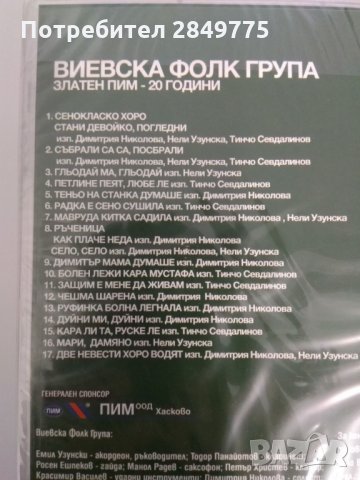 Потребител 2849775
ВИЕВСКА ФОЛК ГРУПА
ЗЛАТЕН ПИМ - 20 ГОДИНИ
1. СЕНОКЛАСКО ХОРО
СТАНИ ДЕВОЙКО, ПОГЛЕДНИ
изп. Димитрия Николова, Нели Узунска, Тинчо Севдалинов
2. СЪБРАЛИ СА СА, ПОСБРАЛИ
изп. Димитрия Николова, Нели Узунска, Тинчо Севдалинов
3. ГЛЬОДАЙ МА, ГЛЬОДАЙ изп. Нели Узунска
4. ПЕТЛИНЕ ПЕЯТ, ЛЮБЕ ЛЕ изп. Тинчо Севдалинов
5. ТЕНЬО НА СТАНКА ДУМАШЕ изп. Димитрия Николова
6. РАДКА Е СЕНО СУШИЛА изп. Тинчо Севдалинов
7. МАВРУДА КИТКА САДИЛА изп. Димитрия Николова , Нели Узунска
8. РЪЧЕНИЦА
КАК ПЛАЧЕ НЕДА изп. Димитрия Николова
СЕЛО, СЕЛО изп. Димитрия Николова, Нели Узунска
9. ДИМИТЪР МАМА ДУМАШЕ изп. Димитрия Николова
10. БОЛЕН ЛЕЖИ КАРА МУСТАФА изп. Тинчо Севдалинов
11. ЗАЩИМ Е МЕНЕ ДА ЖИВАМ изп. Тинчо Севдалинов
12. ЧЕШМА ШАРЕНА изп. Димитрия Николова
13. РУФИНКА БОЛНА ЛЕГНАЛА изп. Димитрия Николова
14. ДУЙНИ МИ, ДУЙНИ изп. Димитрия Николова
15. КАРА ЛИ ТА, РУСКЕ ЛЕ изп. Тинчо Севдалинов
16. МАРИ, ДАМЯНО изп. Нели Узунска
17. ДВЕ НЕВЕСТИ ХОРО ВОДЯТ изп. Димитрия Николова, Нели Узунска
ГЕНЕРАЛЕН СПОНСОР
ПИМ ПИМ ООД Хасково
Виевска Фолк Група:
Емил Узунски - акордеон, ръководител; Тодор Панайотов -
Росен Ешпеков - гайда; Манол Радев - саксофон; Петър Христев -
Красимир Василев - ударни инструменти; Димитрия Николова
bazar